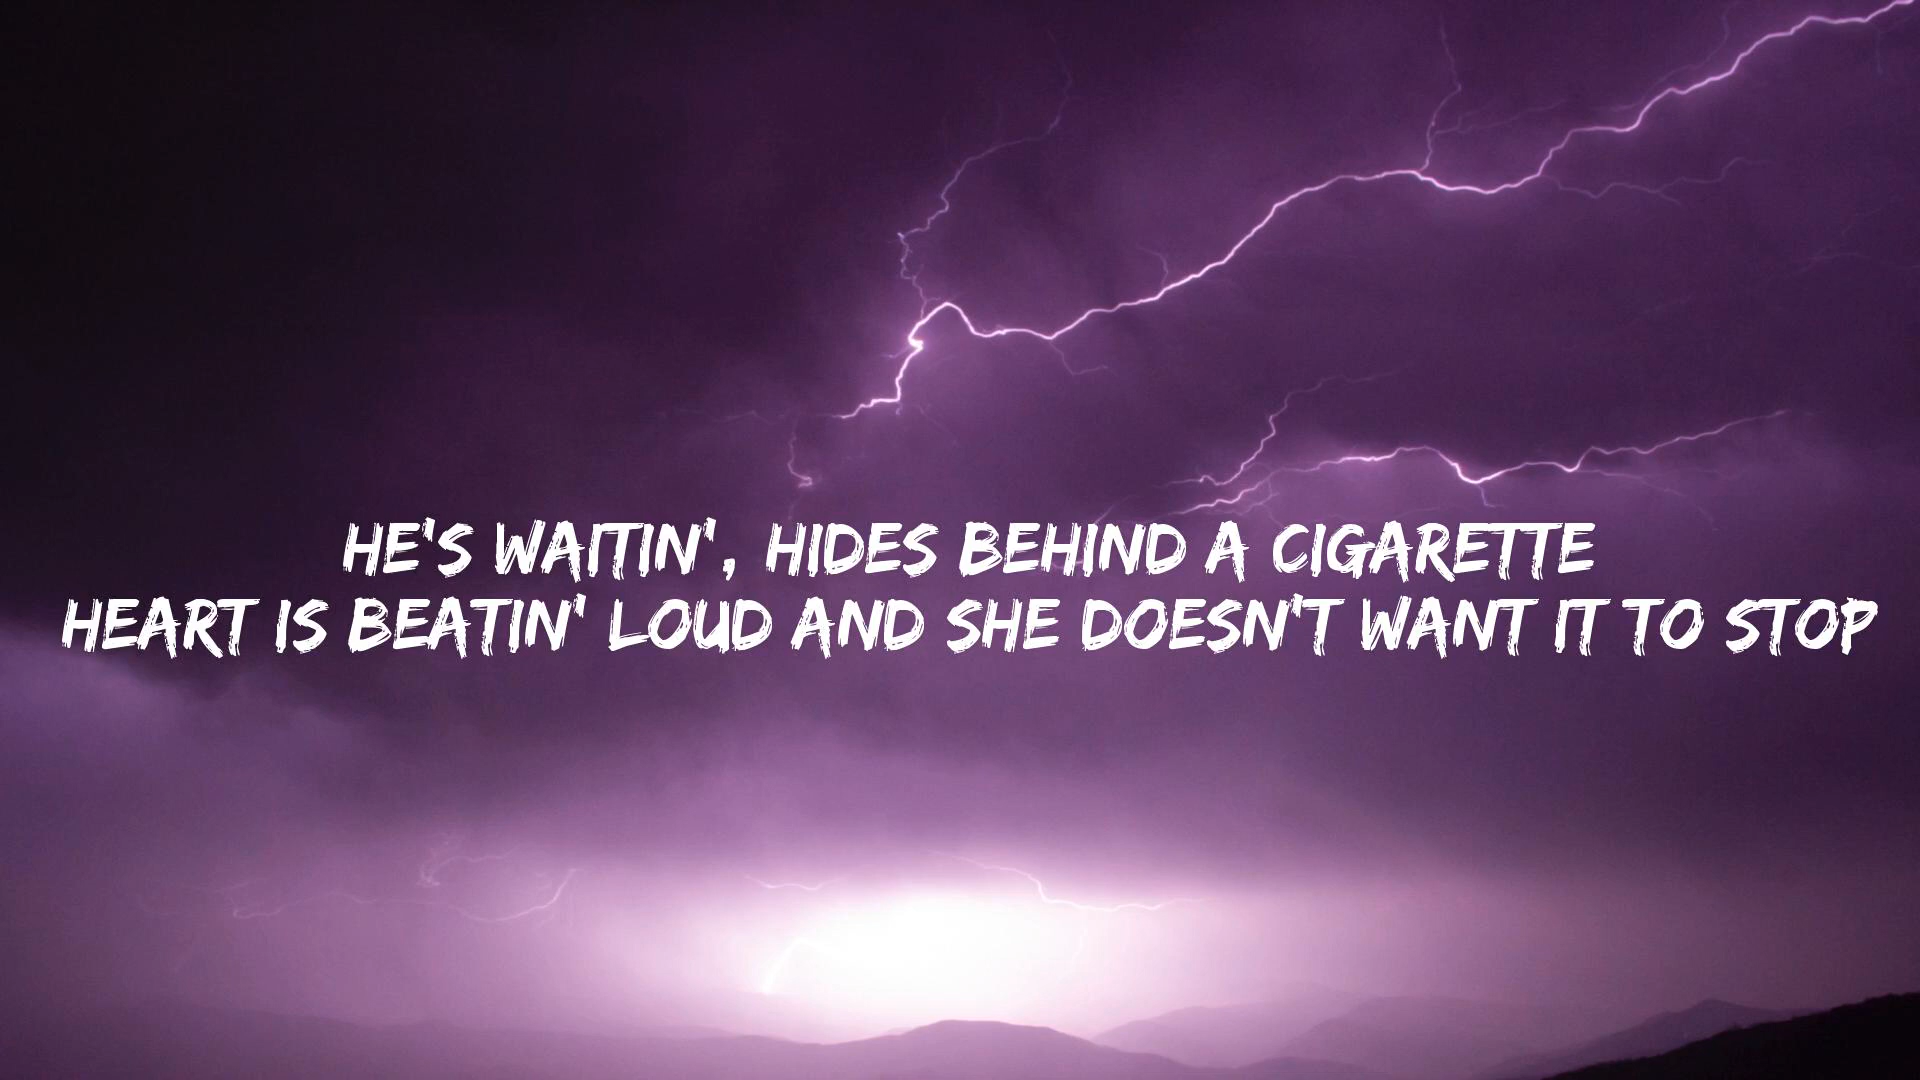 HE'S WAITIN', HIDES BEHIND A CIGARETTE
HEART IS BEATIN' LOUD AND SHE DOESN'T WANT IT TO STOP